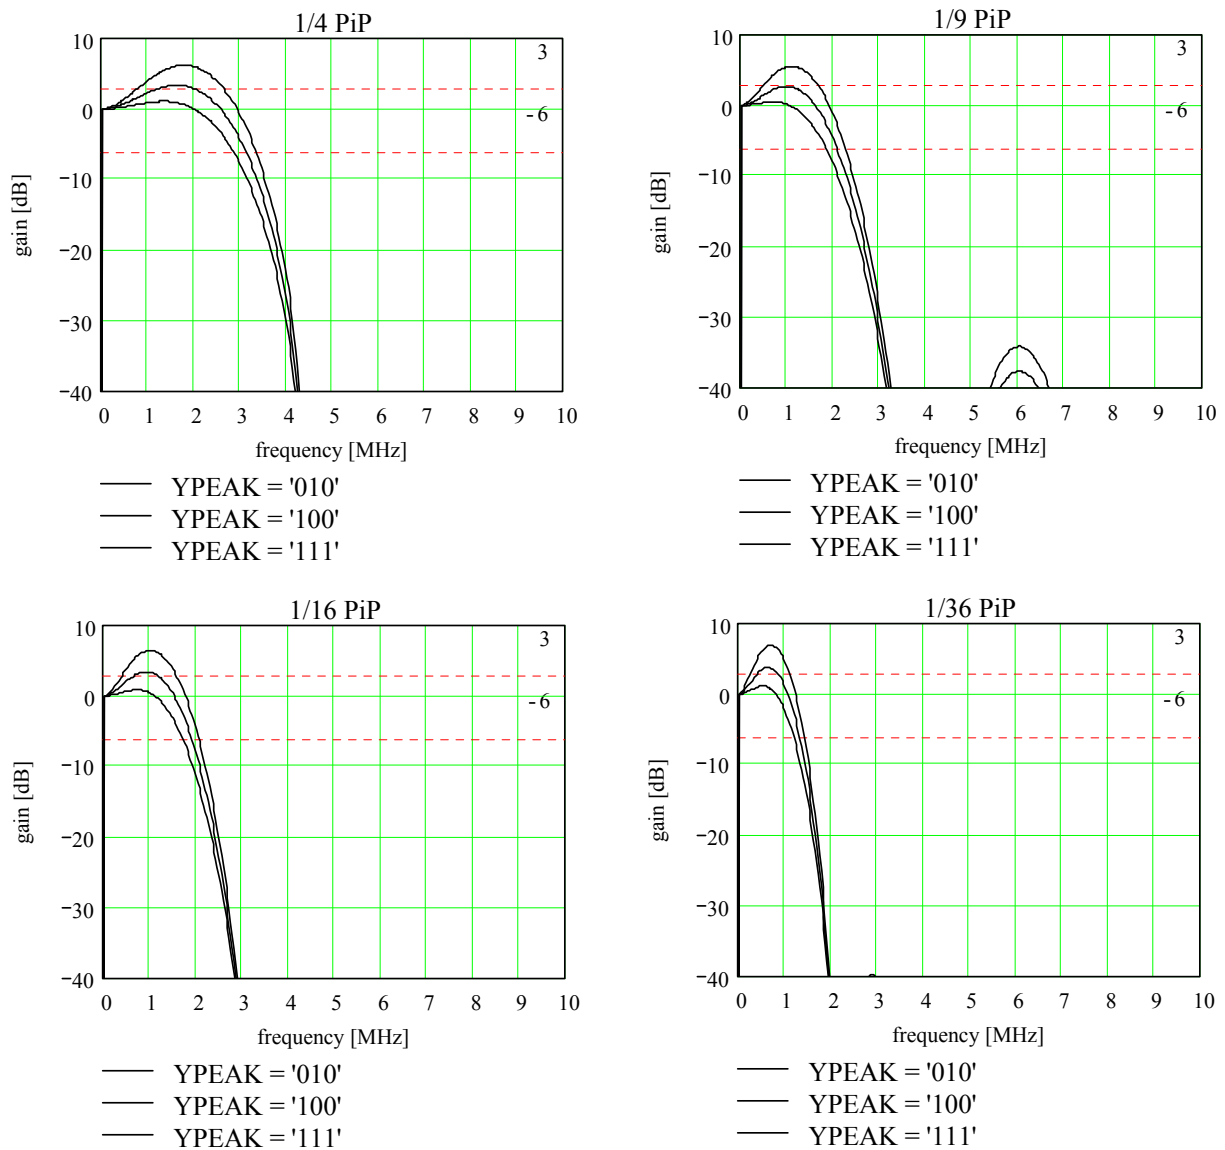 1/4 PiP
10
0
−10
−20
−30
−40
gain [dB]
3
-6
0 1 2 3 4 5 6 7 8 9 10
frequency [MHz]
YPEAK = '010'
YPEAK = '100'
YPEAK = '111'
1/9 PiP
10
0
−10
−20
−30
−40
gain [dB]
3
-6
0 1 2 3 4 5 6 7 8 9 10
frequency [MHz]
YPEAK = '010'
YPEAK = '100'
YPEAK = '111'
1/16 PiP
10
0
−10
−20
−30
−40
gain [dB]
3
-6
0 1 2 3 4 5 6 7 8 9 10
frequency [MHz]
YPEAK = '010'
YPEAK = '100'
YPEAK = '111'
1/36 PiP
10
0
−10
−20
−30
−40
gain [dB]
3
-6
0 1 2 3 4 5 6 7 8 9 10
frequency [MHz]
YPEAK = '010'
YPEAK = '100'
YPEAK = '111'